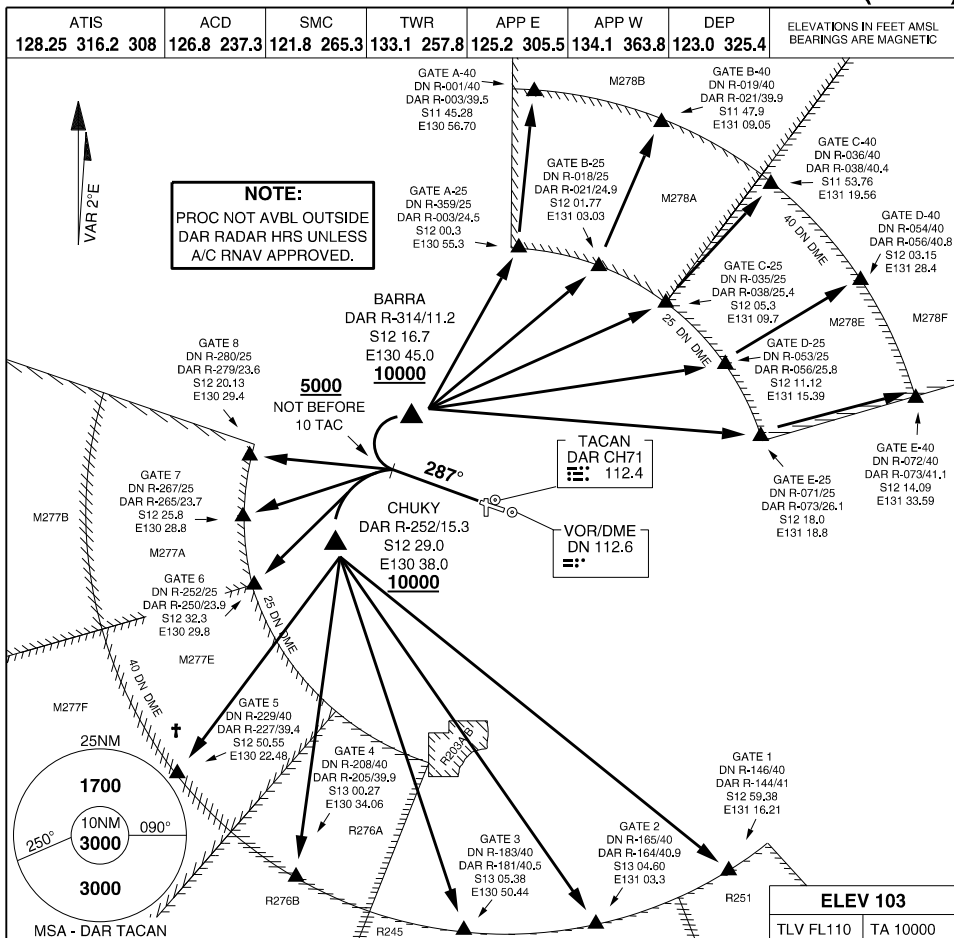 ATIS
128.25 316.2 308
ACD
126.8 237.3
SMC
121.8 265.3
TWR
133.1 257.8
APP E
125.2 305.5
APP W
134.1 363.8
DEP
123.0 325.4
ELEVATIONS IN FEET AMSL
BEARINGS ARE MAGNETIC
VAR 2°E
NOTE:
PROC NOT AVBL OUTSIDE
DAR RADAR HRS UNLESS
A/C RNAV APPROVED.
GATE A-40
DN R-001/40
DAR R-003/39.5
S11 45.28
E130 56.70
M278B
GATE B-40
DN R-019/40
DAR R-021/39.9
S11 47.9
E131 09.05
GATE C-40
DN R-036/40
DAR R-038/40.4
S11 53.76
E131 19.56
GATE A-25
DN R-359/25
DAR R-003/24.5
S12 00.3
E130 55.3
GATE B-25
DN R-018/25
DAR R-021/24.9
S12 01.77
E131 03.03
M278A
40 DN DME
GATE D-40
DN R-054/40
DAR R-056/40.8
S12 03.15
E131 28.4
GATE C-25
DN R-035/25
DAR R-038/25.4
S12 05.3
E131 09.7
25 DN DME
M278E
M278F
GATE D-25
DN R-053/25
DAR R-056/25.8
S12 11.12
E131 15.39
BARRA
DAR R-314/11.2
S12 16.7
E130 45.0
10000
GATE 8
DN R-280/25
DAR R-279/23.6
S12 20.13
E130 29.4
5000
NOT BEFORE
10 TAC
287°
TACAN
DAR CH71
112.4
VOR/DME
DN 112.6
GATE E-25
DN R-071/25
DAR R-073/26.1
S12 18.0
E131 18.8
GATE E-40
DN R-072/40
DAR R-073/41.1
S12 14.09
E131 33.59
GATE 7
DN R-267/25
DAR R-265/23.7
S12 25.8
E130 28.8
M277B
M277A
CHUKY
DAR R-252/15.3
S12 29.0
E130 38.0
10000
GATE 6
DN R-252/25
DAR R-250/23.9
S12 32.3
E130 29.8
25 DN DME
M277E
40 DN DME
M277F
GATE 5
DN R-229/40
DAR R-227/39.4
S12 50.55
E130 22.48
R203A/B
GATE 4
DN R-208/40
DAR R-205/39.9
S13 00.27
E130 34.06
R276A
R276B
R245
GATE 3
DN R-183/40
DAR R-181/40.5
S13 05.38
E130 50.44
GATE 2
DN R-165/40
DAR R-164/40.9
S13 04.60
E131 03.3
GATE 1
DN R-146/40
DAR R-144/41
S12 59.38
E131 16.21
R251
25NM
1700
10NM
3000
250°
090°
3000
MSA - DAR TACAN
ELEV 103
TLV FL110
TA 10000